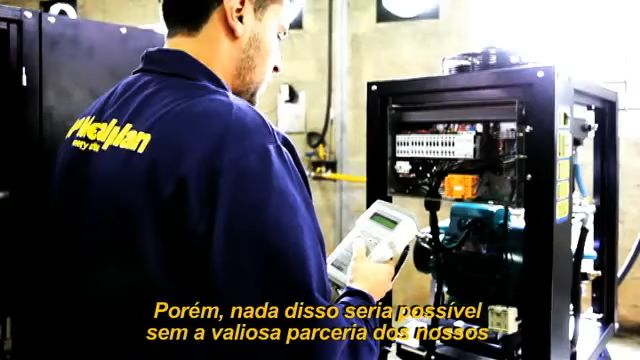 Porém, nada disso seria possível
sem a valiosa parceria dos nossos